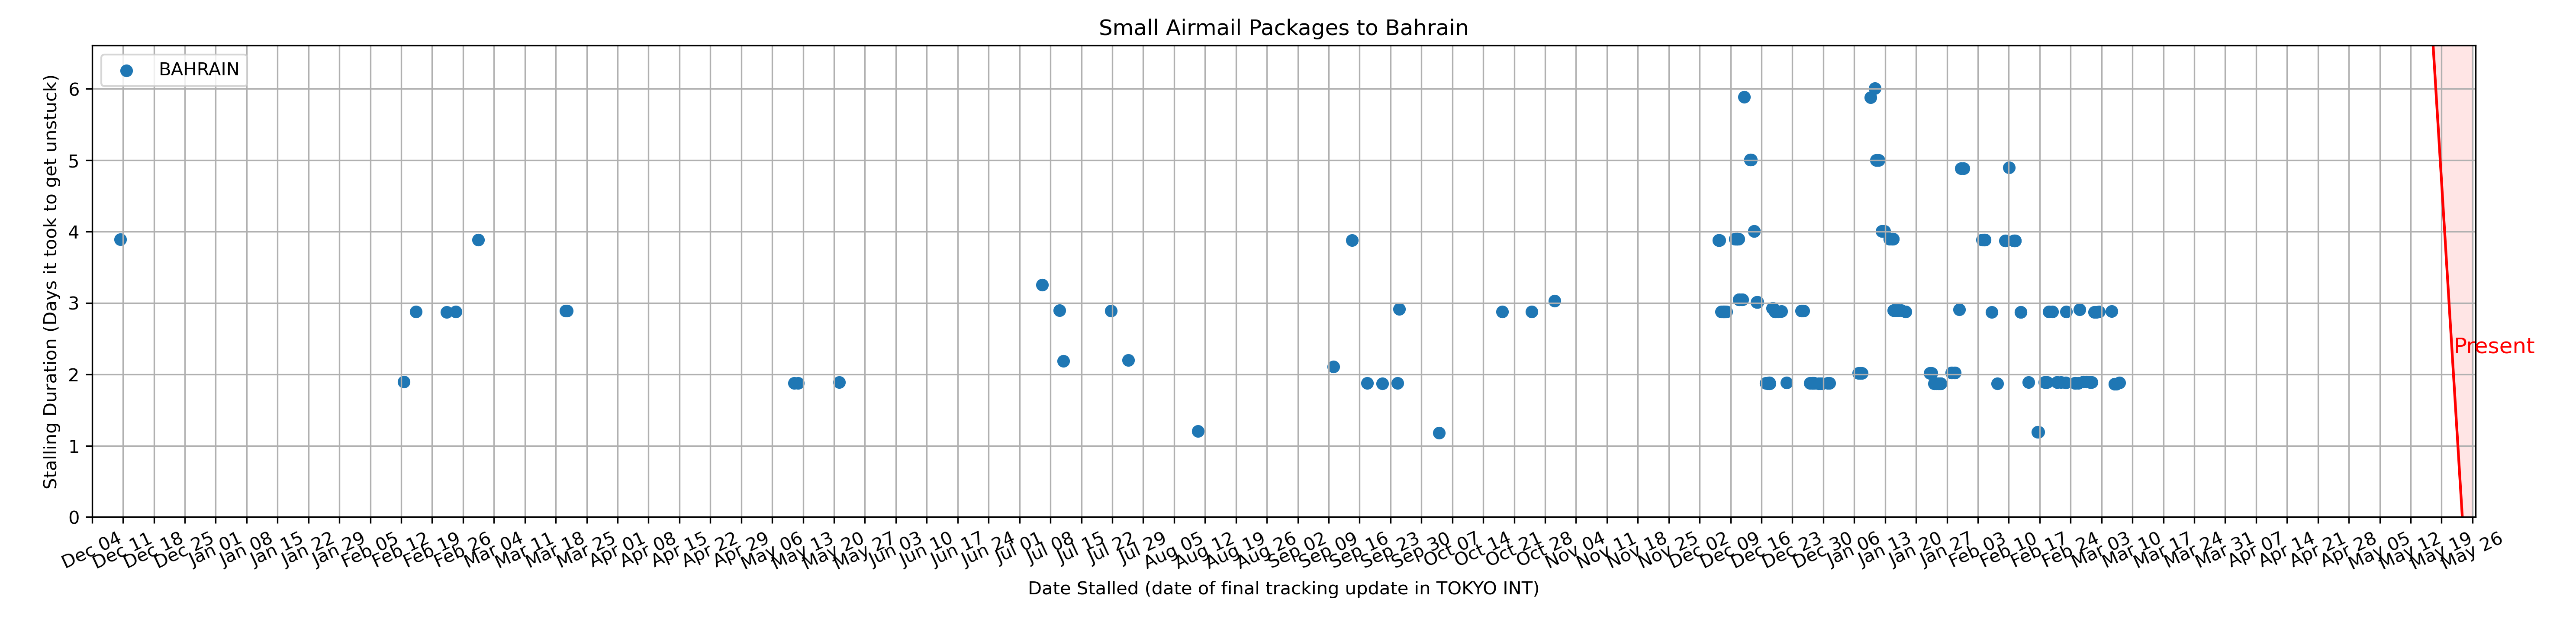 Small Airmail Packages to Bahrain
BAHRAIN
Stalling Duration (Days it took to get unstuck)
6
5
4
3
2
1
0
Present
Dec 04 Dec 11 Dec 18 Dec 25 Jan 01 Jan 08 Jan 15 Jan 22 Jan 29 Feb 05 Feb 12 Feb 19 Feb 26 Mar 04 Mar 11 Mar 18 Mar 25 Apr 01 Apr 08 Apr 15 Apr 22 Apr 29 May 06 May 13 May 20 May 27 Jun 03 Jun 10 Jun 17 Jun 24 Jul 01 Jul 08 Jul 15 Jul 22 Jul 29 Aug 05 Aug 12 Aug 19 Aug 26 Sep 02 Sep 09 Sep 16 Sep 23 Sep 30 Oct 07 Oct 14 Oct 21 Oct 28 Nov 04 Nov 11 Nov 18 Nov 25 Dec 02 Dec 09 Dec 16 Dec 23 Dec 30 Jan 06 Jan 13 Jan 20 Jan 27 Feb 03 Feb 10 Feb 17 Feb 24 Mar 03 Mar 10 Mar 17 Mar 24 Mar 31 Apr 07 Apr 14 Apr 21 Apr 28 May 05 May 12 May 19 May 26
Date Stalled (date of final tracking update in TOKYO INT)